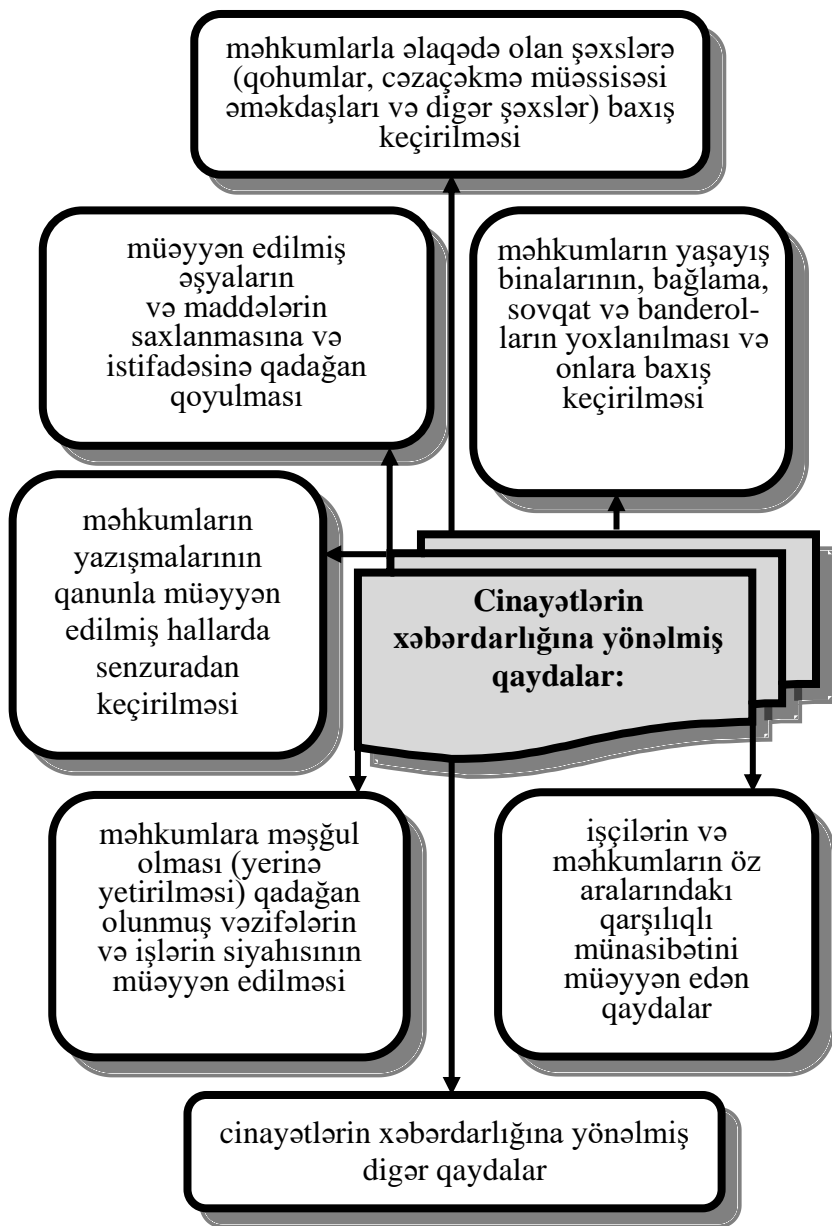 məhkumlarla əlaqədə olan şəxslərə
(qohumlar, cəzaçəkmə müəssisəsi
əməkdaşları və digər şəxslər) baxış
keçirilməsi
müəyyən edilmiş
əşyaların
və maddələrin
saxlanmasına və
istifadəsinə qadağan
qoyulması
məhkumların yaşayış
binalarının, bağlama,
sovqat və banderol-
ların yoxlanılması və
onlara baxış
keçirilməsi
məhkumların
yazışmalarının
qanunla müəyyən
edilmiş hallarda
senzuradan
keçirilməsi
Cinayətlərin
xəbərdarlığına yönəlmiş
qaydalar:
məhkumlara məşğul
olması (yerinə
yetirilməsi) qadağan
olunmuş vəzifələrin
və işlərin siyahısının
müəyyən edilməsi
işçilərin və
məhkumların öz
aralarındakı
qarşılıqlı
münasibətini
müəyyən edən
qaydalar
cinayətlərin xəbərdarlığına yönəlmiş
digər qaydalar